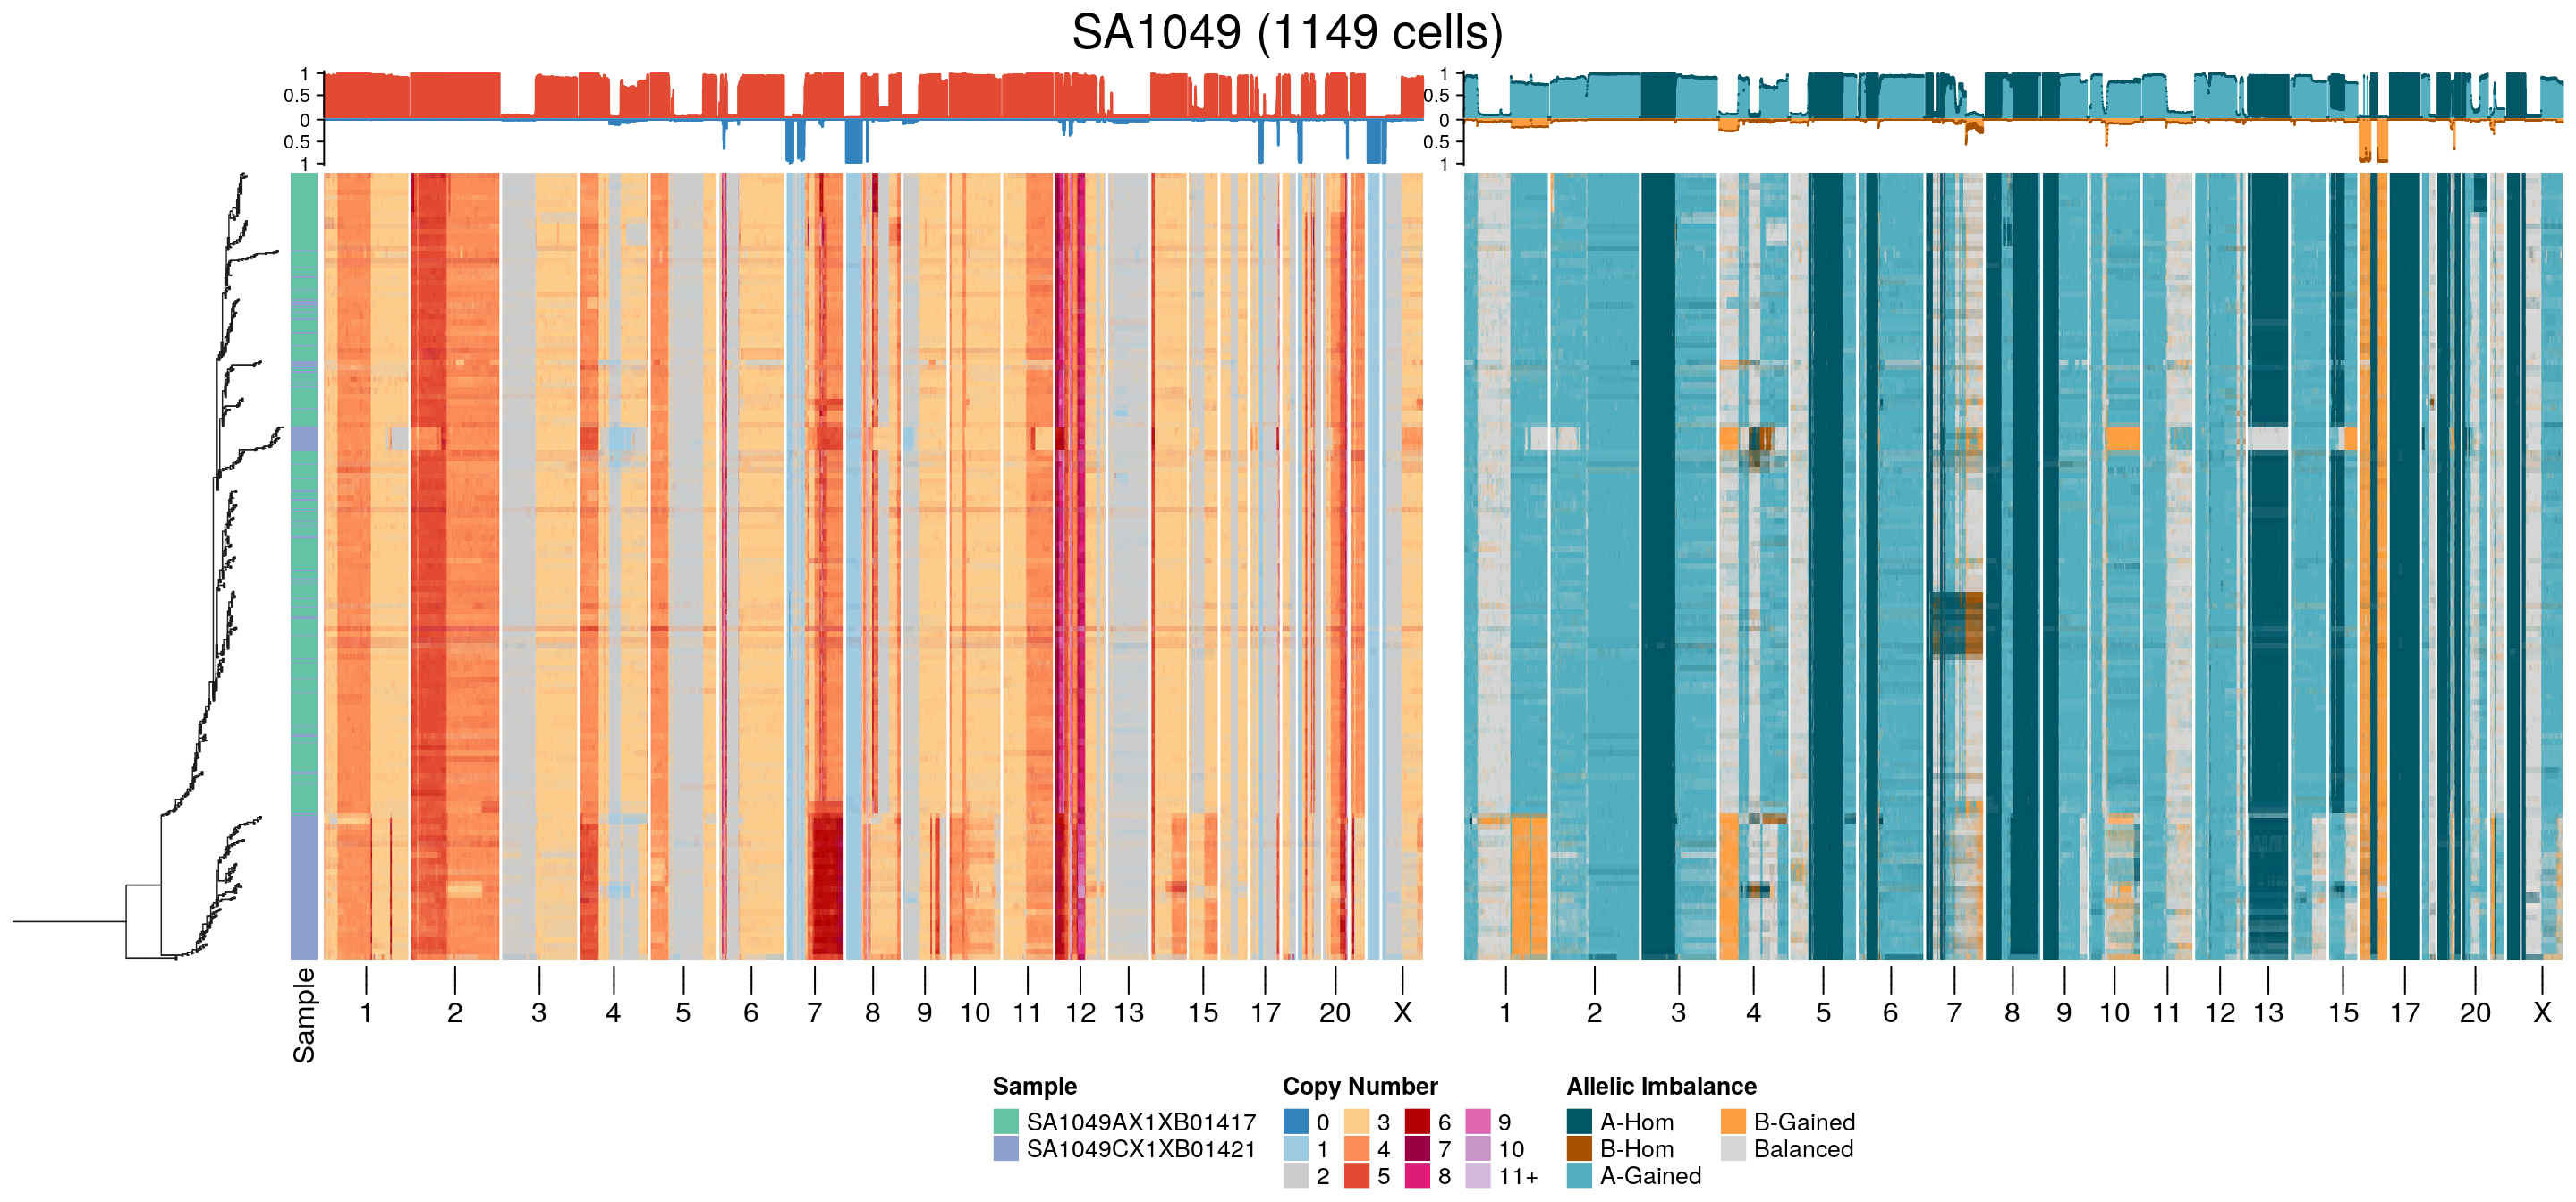 SA1049 (1149 cells)
1
0.5
0
0.5
1
1
0.5
0
0.5
1
Sample
1 2 3 4 5 6 7 8 9 10 11 12 13 15 17 20 X
1 2 3 4 5 6 7 8 9 10 11 12 13 15 17 20 X
Sample
SA1049AX1XB01417
SA1049CX1XB01421
Copy Number
0 3 6 9
1 4 7 10
2 5 8 11+
Allelic Imbalance
A-Hom B-Gained
B-Hom Balanced
A-Gained